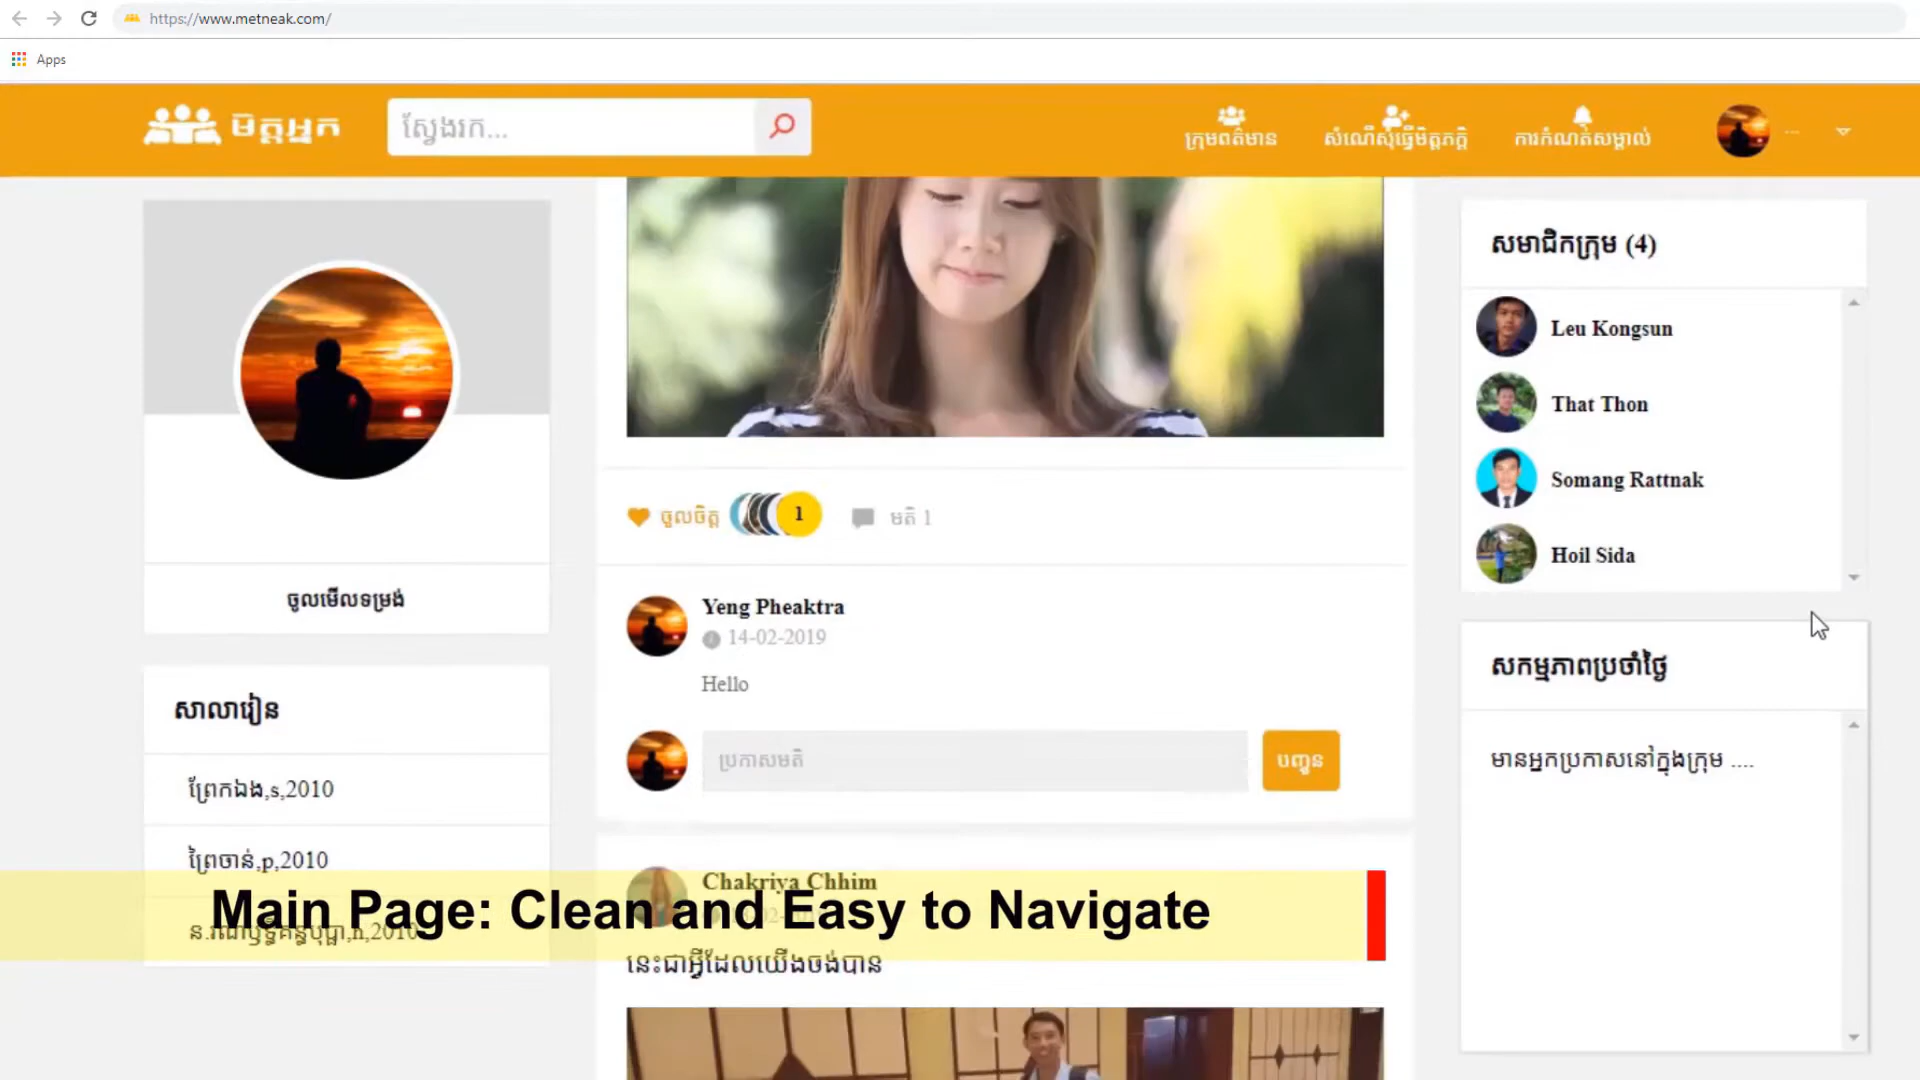 https://www.metneak.com/
Apps
មិត្តអ្នក
ស្វែងរក...
ក្រុមពត៌មាន
សំណើសុំធ្វើមិត្តភក្តិ
ការកំណត់សម្គាល់
...
សមាជិកក្រុម (4)
Leu Kongsun
That Thon
Somang Rattnak
Hoil Sida
ចូលចិត្ត
1
មតិ 1
ចូលមើលទម្រង់
Yeng Pheaktra
14-02-2019
Hello
ប្រកាសមតិ
បញ្ជូន
សាលារៀន
ព្រែកឯង,s,2010
ព្រៃចាន់,p,2010
សកម្មភាពប្រចាំថ្ងៃ
មានអ្នកប្រកាសនៅក្នុងក្រុម ....
Chakriya Chhim
Main Page: Clean and Easy to Navigate
នេះជាអ្វីដែលយើងចង់បាន